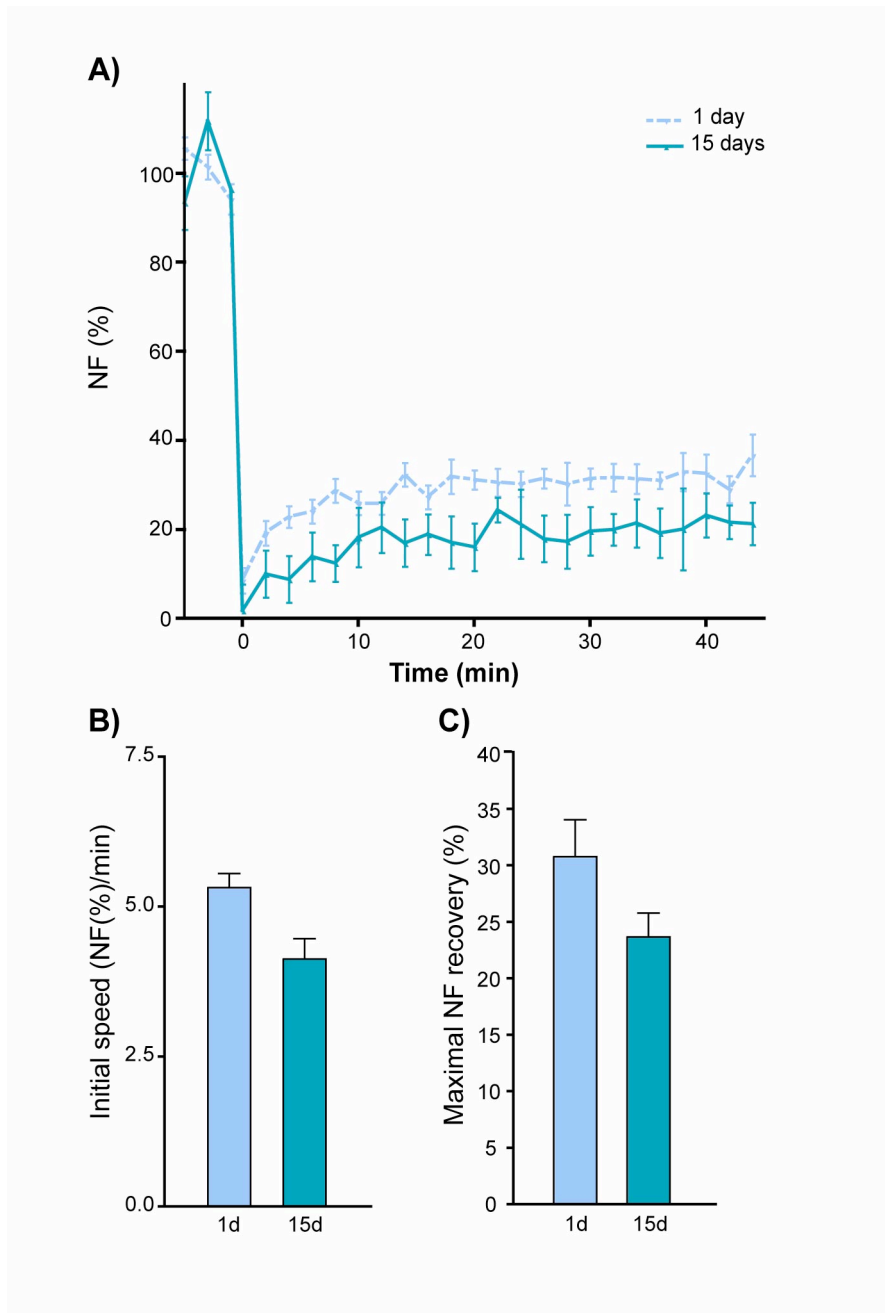 A)
1 day
15 days
100
80
60
40
20
0
NF (%)
0 10 20 30 40
Time (min)
B)
7.5
5.0
2.5
0.0
Initial speed (NF(%)/min)
1d 15d
C)
40
35
30
25
20
15
10
5
0
Maximal NF recovery (%)
1d 15d